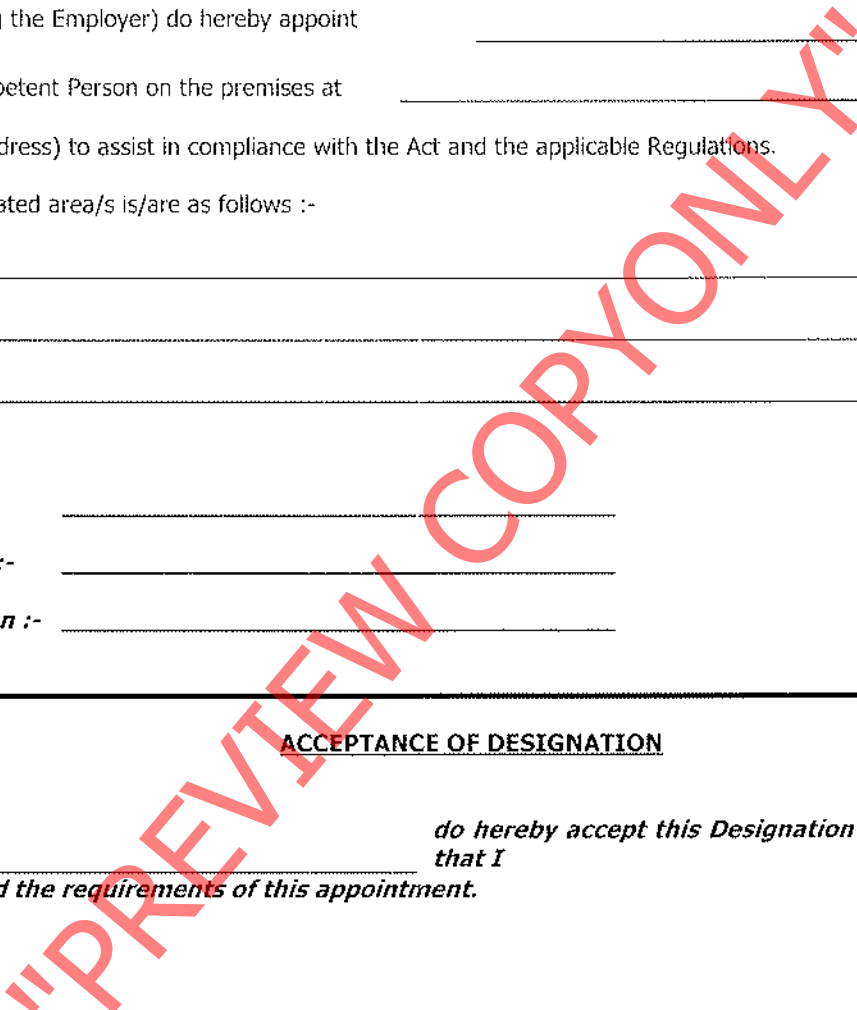 the Employer) do hereby appoint
petent Person on the premises at
dress) to assist in compliance with the Act and the applicable Regulations.
ated area/s is/are as follows :-
:-
n :-
ACCEPTANCE OF DESIGNATION
do hereby accept this Designation
that I
d the requirements of this appointment.
"PREVIEW COPYONLY"